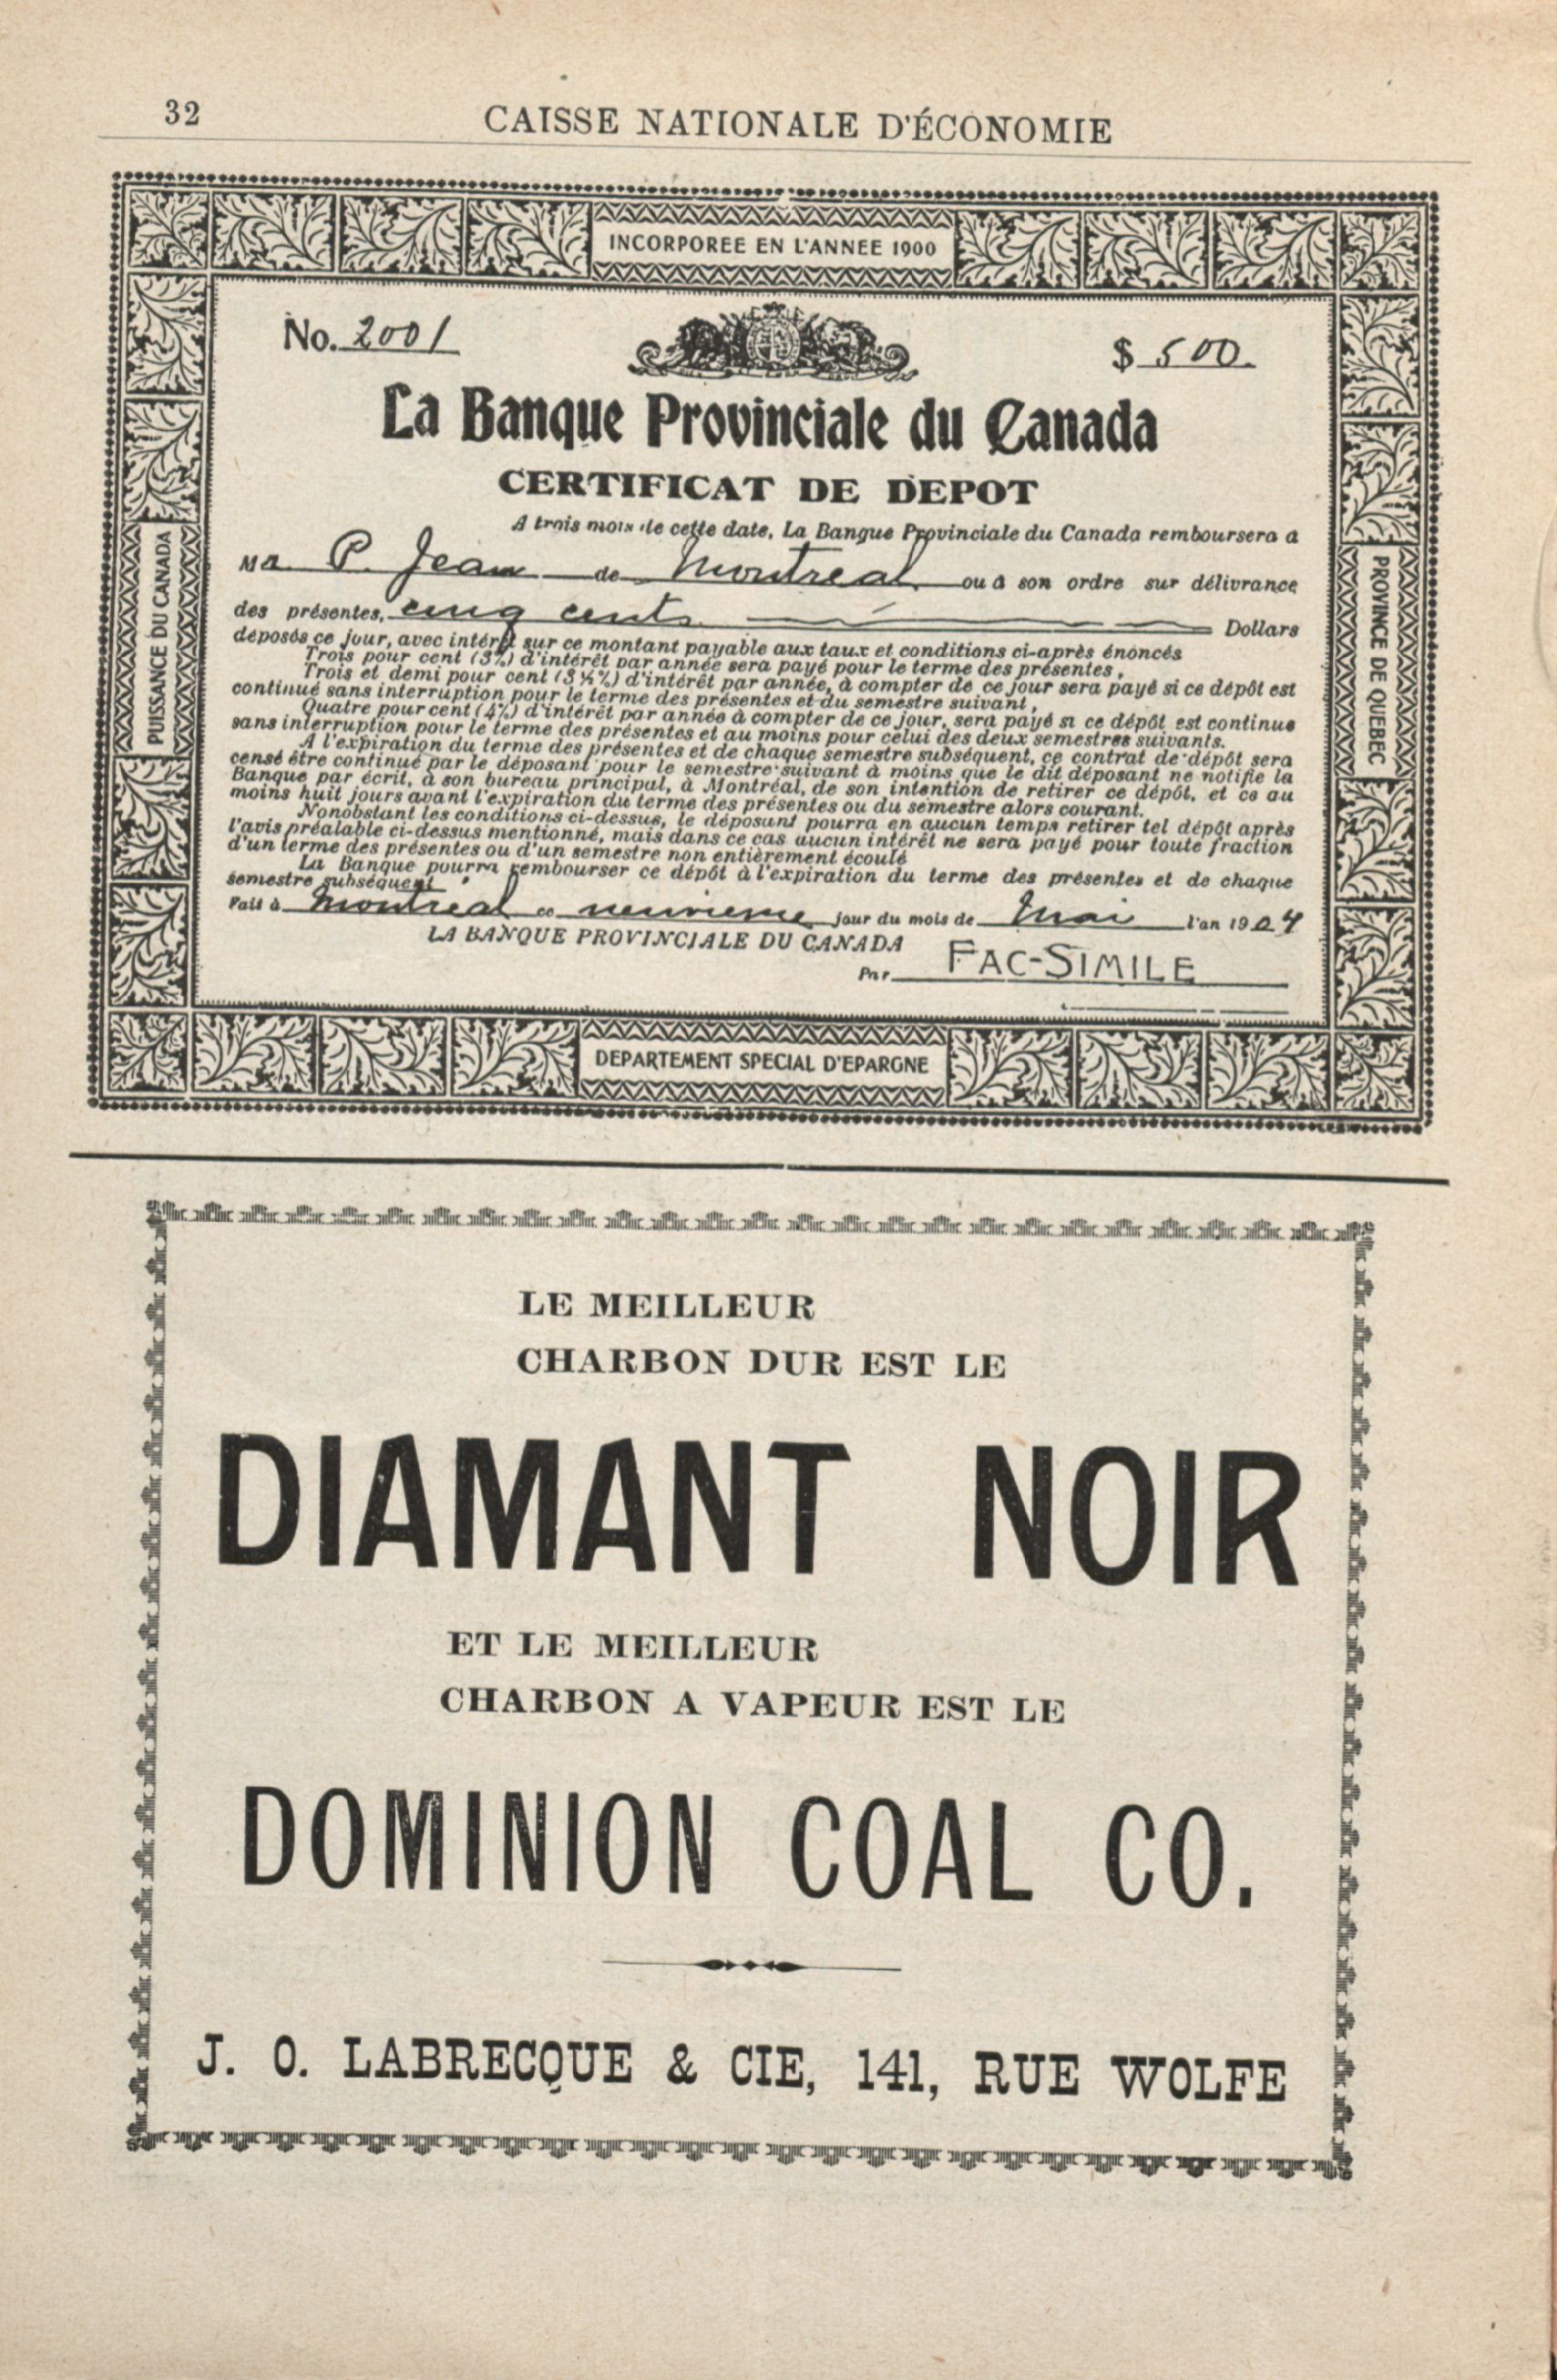 32
CAISSE NATIONALE D'ÉCONOMIE
INCORPOREE EN L'ANNEE 1900
No. 2001
$ 500
La Banque Provinciale du Canada
CERTIFICAT DE DEPOT
A trois mois de cette date, La Banque Provinciale du Canada remboursera a
P. Jean de Montreal ou a son ordre sur délivrance
des présentes, cinq cents Dollars
déposés ce jour, avec intérêt sur ce montant payable aux taux et conditions ci-après énoncés
Trois pour cent (3%) d'intérêt par année sera payé pour le terme des présentes,
Trois et demi pour cent (3½%) d'intérêt par année, à compter de ce jour sera payé si ce dépôt est
continué sans interruption pour le terme des présentes et du semestre suivant,
Quatre pour cent (4%) d'intérêt par année à compter de ce jour, sera payé si ce dépôt est continue
sans interruption pour le terme des présentes et au moins pour celui des deux semestres suivants.
A l'expiration du terme des présentes et de chaque semestre subséquent, ce contrat de dépôt sera
censé être continué par le déposant pour le semestre suivant à moins que le dit déposant ne notifie la
Banque par écrit, à son bureau principal, à Montréal, de son intention de retirer ce dépôt, et ce au
moins huit jours avant l'expiration du terme des présentes ou du semestre alors courant.
Nonobstant les conditions ci-dessus, le déposant pourra en aucun temps retirer tel dépôt après
l'avis préalable ci-dessus mentionné, mais dans ce cas aucun intérêt ne sera payé pour toute fraction
d'un terme des présentes ou d'un semestre non entièrement écoulé
La Banque pourra rembourser ce dépôt à l'expiration du terme des présentes et de chaque
semestre subséquent
Fait à Montreal ce neuvieme jour du mois de Mai l'an 1904
LA BANQUE PROVINCIALE DU CANADA
Par FAC-SIMILE
PUISSANCE DU CANADA
PROVINCE DE QUEBEC
DEPARTEMENT SPECIAL D'EPARGNE
LE MEILLEUR
CHARBON DUR EST LE
DIAMANT NOIR
ET LE MEILLEUR
CHARBON A VAPEUR EST LE
DOMINION COAL CO.
J. O. LABRECQUE & CIE, 141, RUE WOLFE